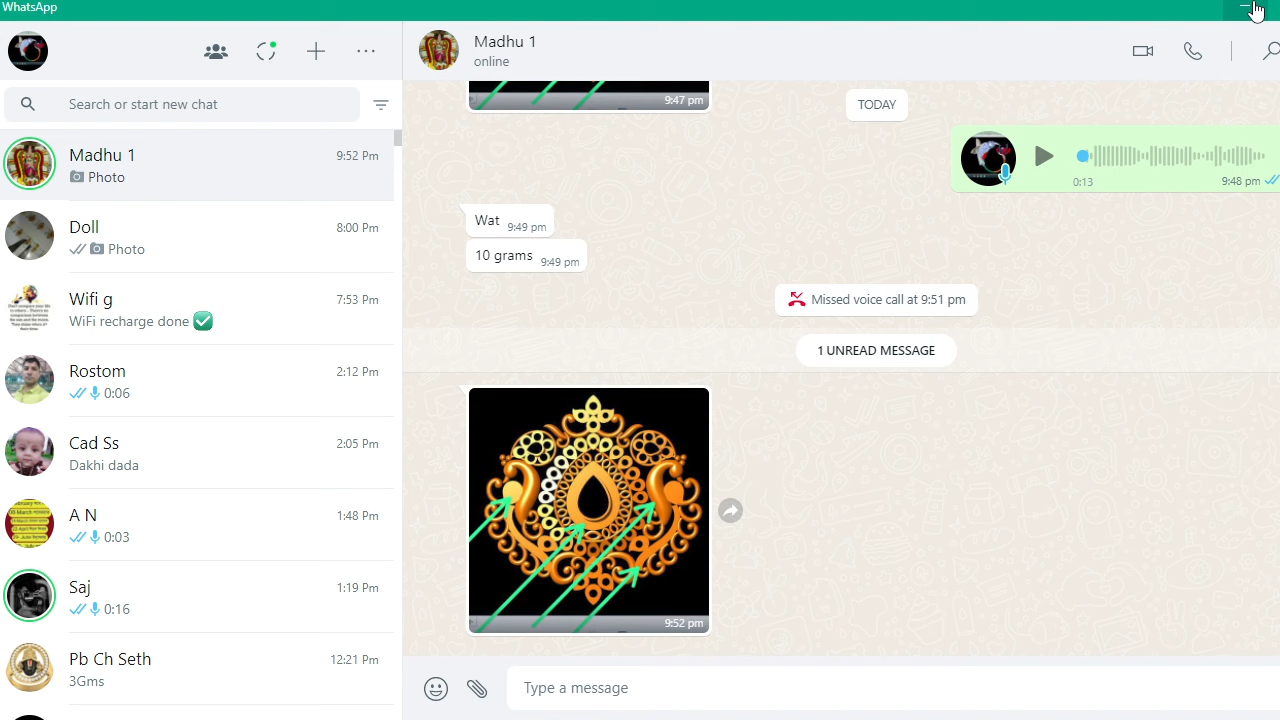 WhatsApp
Search or start new chat
Madhu 1
9:52 Pm
Photo
Doll
8:00 Pm
Photo
Wifi g
7:53 Pm
Wifi recharge done✅
Rostom
2:12 Pm
0:06
Cad Ss
2:05 Pm
Dakhi dada
A N
1:48 Pm
0:03
Saj
1:19 Pm
0:16
Pb Ch Seth
12:21 Pm
3Gms
Madhu 1
online
9:47 pm
TODAY
0:13
9:48 pm
Wat 9:49 pm
10 grams 9:49 pm
Missed voice call at 9:51 pm
1 UNREAD MESSAGE
9:52 pm
Type a message